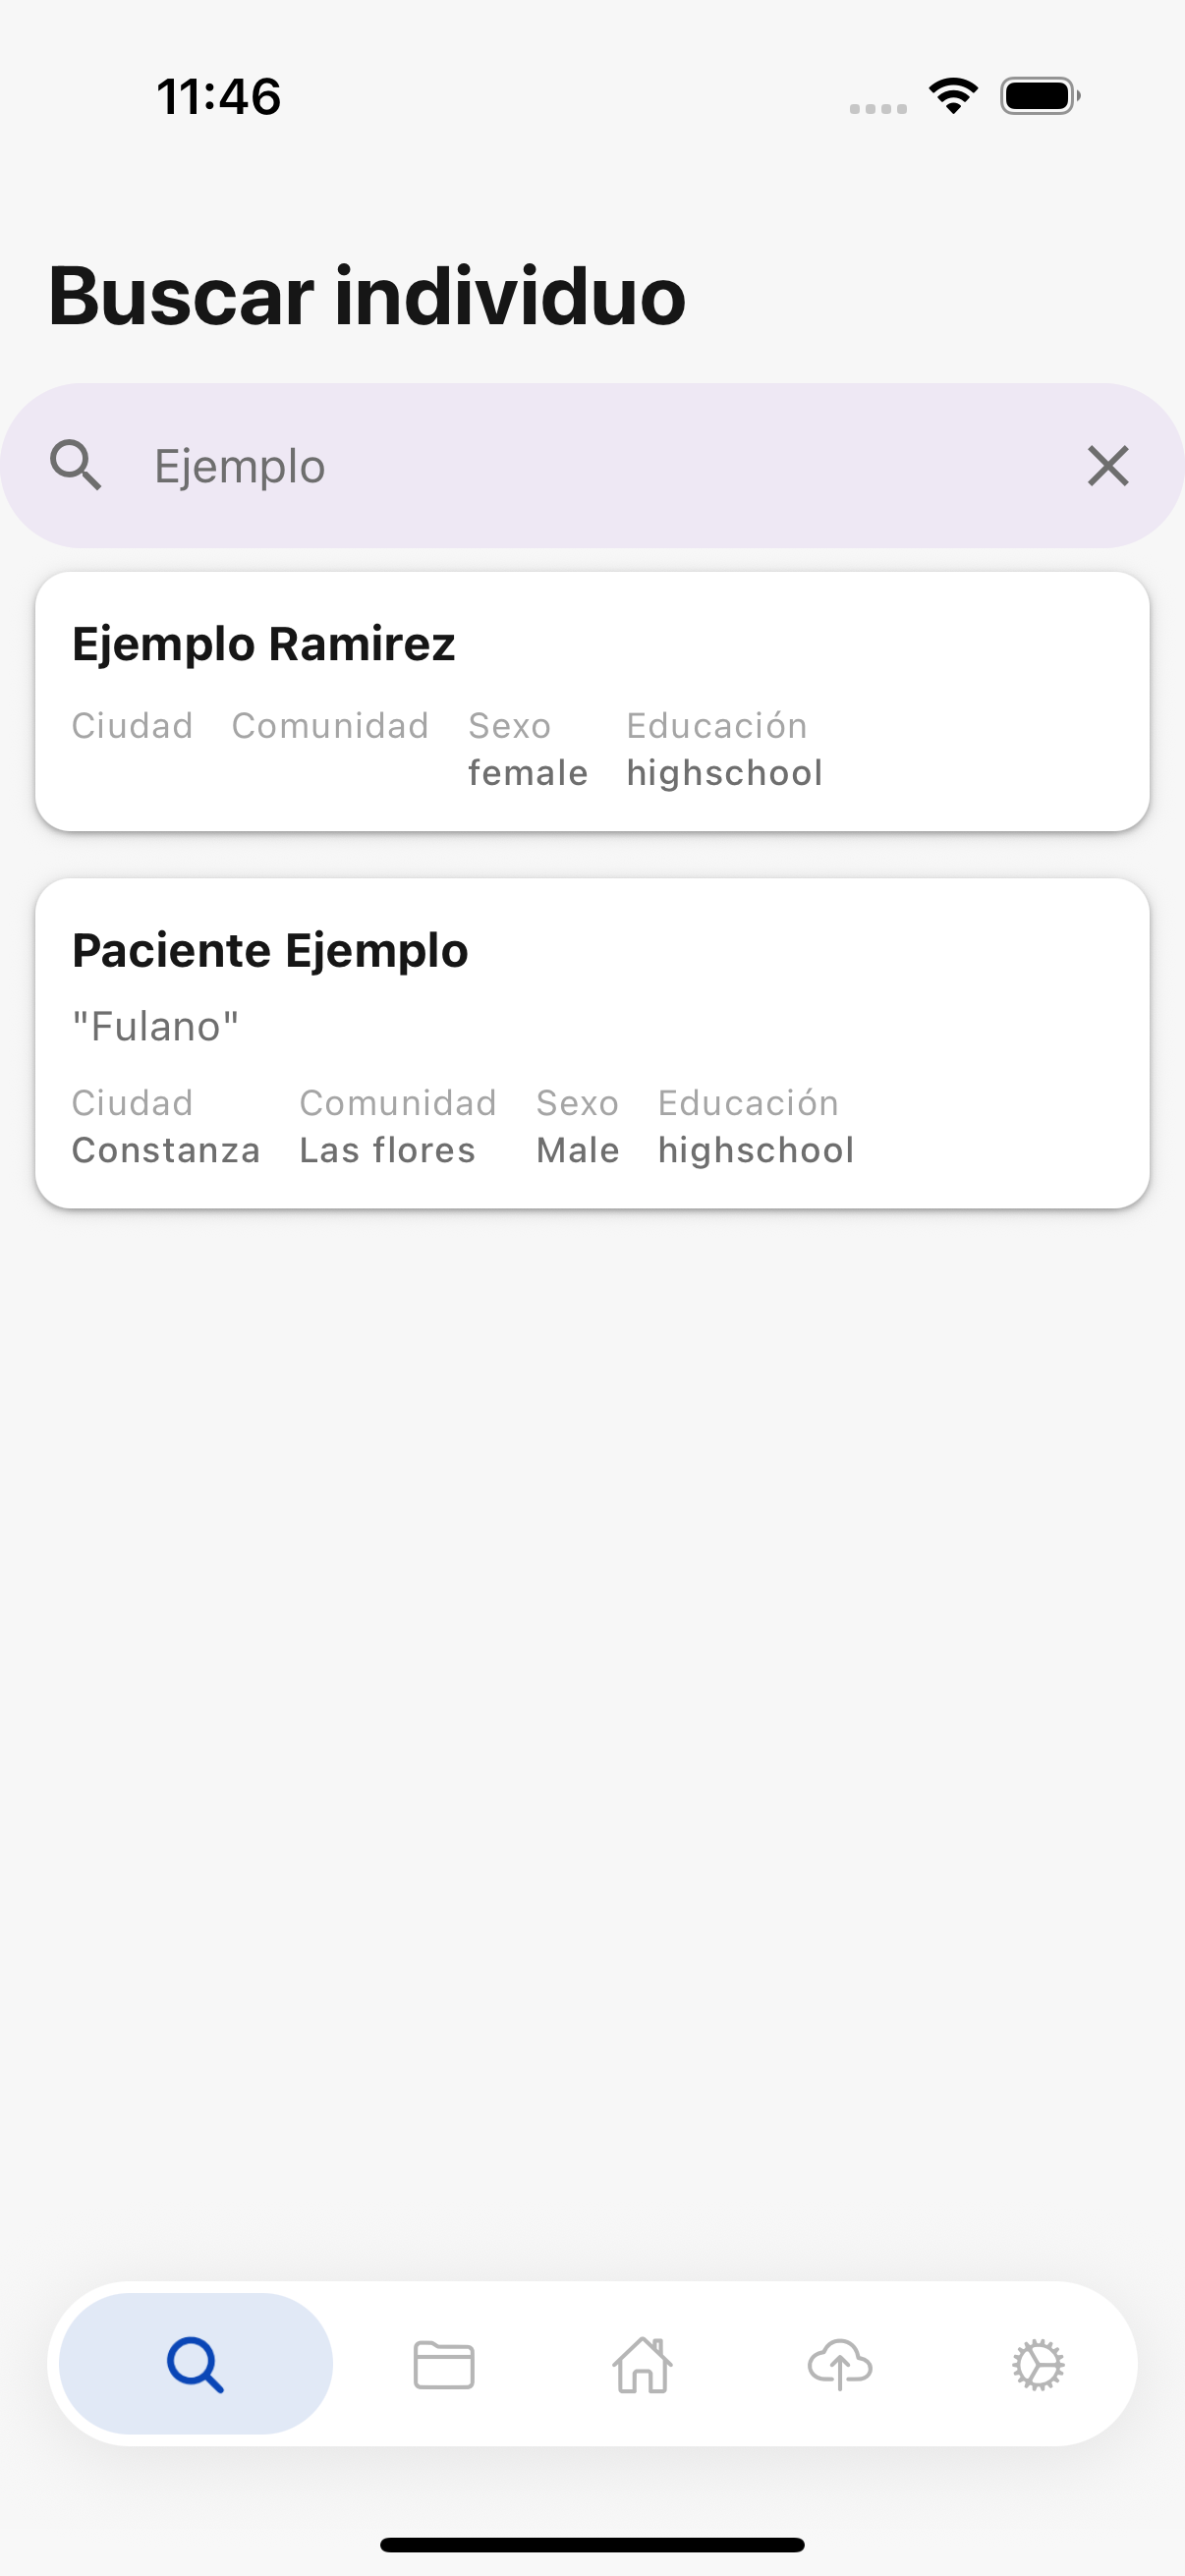 11:46
Buscar individuo
Ejemplo
Ejemplo Ramirez
Ciudad Comunidad Sexo Educación
female highschool
Paciente Ejemplo
"Fulano"
Ciudad Comunidad Sexo Educación
Constanza Las flores Male highschool